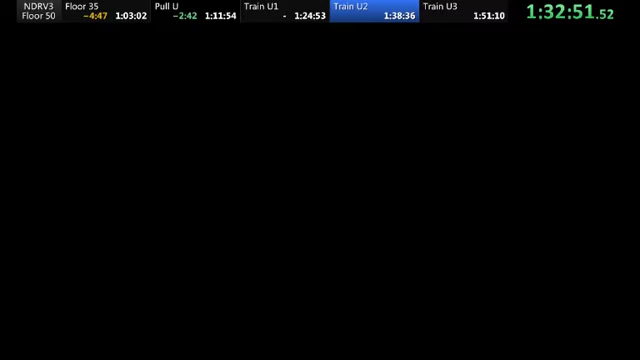 NDRV3
Floor 50
Floor 35
−4:47 1:03:02
Pull U
−2:42 1:11:54
Train U1
- 1:24:53
Train U2
1:38:36
Train U3
1:51:10
1:32:51.52